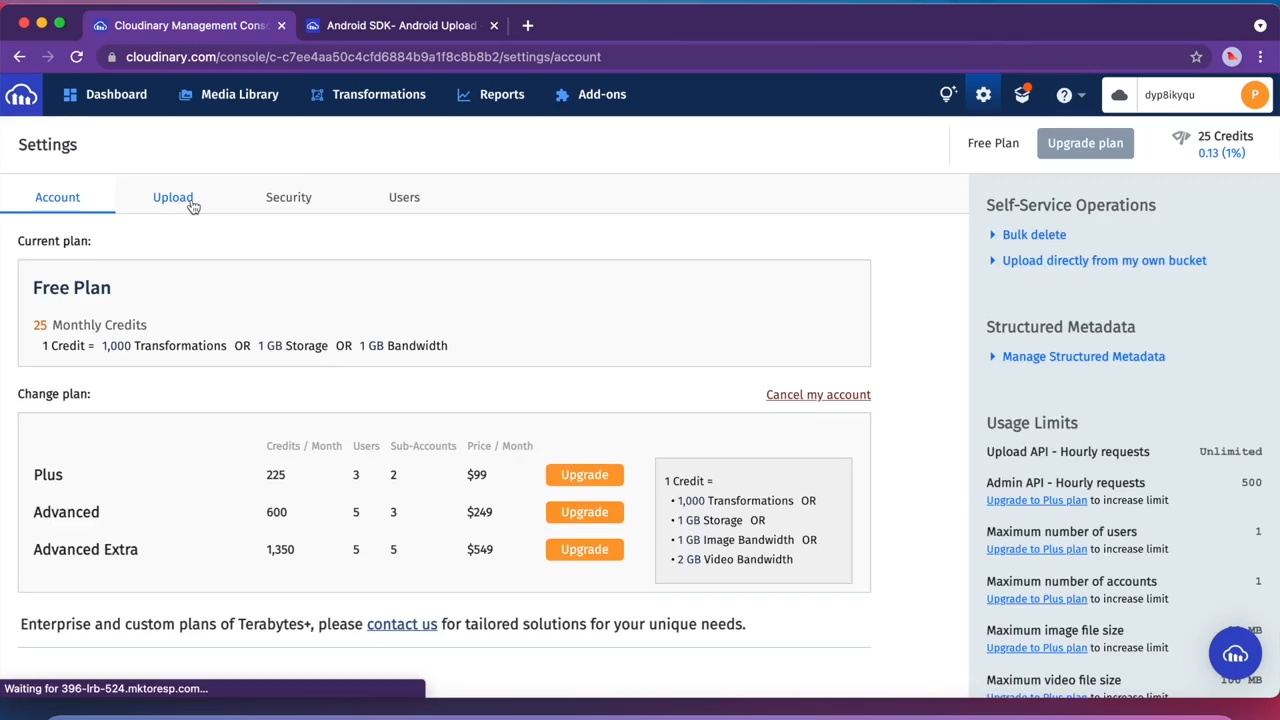 Cloudinary Management Conso
Android SDK- Android Upload
cloudinary.com/console/c-c7ee4aa50c4cfd6884b9a1f8c8b8b2/settings/account
Dashboard
Media Library
Transformations
Reports
Add-ons
dyp8ikyqu
P
Settings
Free Plan
Upgrade plan
25 Credits
0.13 (1%)
Account
Upload
Security
Users
Current plan:
Free Plan
25 Monthly Credits
1 Credit = 1,000 Transformations OR 1 GB Storage OR 1 GB Bandwidth
Change plan:
Cancel my account
Credits / Month Users Sub-Accounts Price / Month
Plus 225 3 2 $99 Upgrade
Advanced 600 5 3 $249 Upgrade
Advanced Extra 1,350 5 5 $549 Upgrade
1 Credit =
• 1,000 Transformations OR
• 1 GB Storage OR
• 1 GB Image Bandwidth OR
• 2 GB Video Bandwidth
Enterprise and custom plans of Terabytes+, please contact us for tailored solutions for your unique needs.
Self-Service Operations
Bulk delete
Upload directly from my own bucket
Structured Metadata
Manage Structured Metadata
Usage Limits
Upload API - Hourly requests Unlimited
Admin API - Hourly requests 500
Upgrade to Plus plan to increase limit
Maximum number of users 1
Upgrade to Plus plan to increase limit
Maximum number of accounts 1
Upgrade to Plus plan to increase limit
Maximum image file size MB
Upgrade to Plus plan to increase limit
Maximum video file size 100 MB
Upgrade to Plus plan to increase limit
Waiting for 396-lrb-524.mktoresp.com...